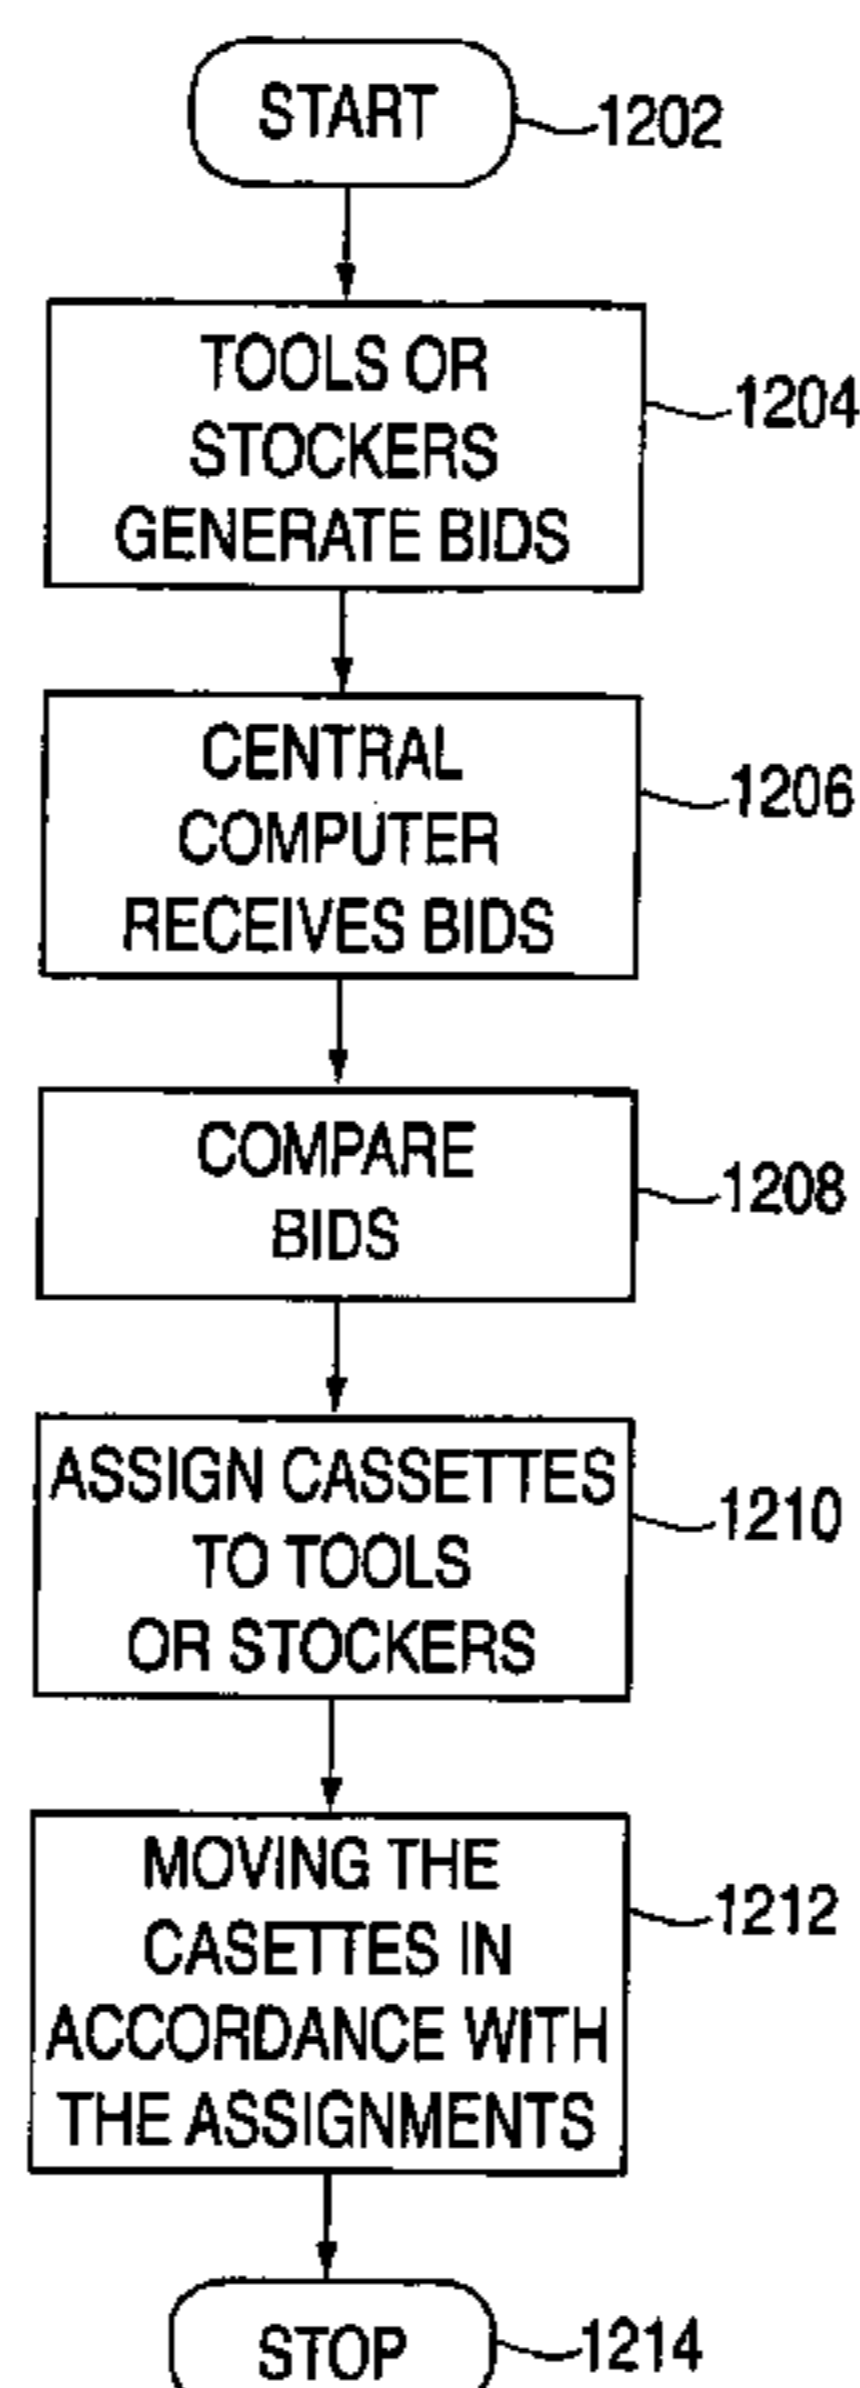 START
1202
TOOLS OR
STOCKERS
GENERATE BIDS
1204
CENTRAL
COMPUTER
RECEIVES BIDS
1206
COMPARE
BIDS
1208
ASSIGN CASSETTES
TO TOOLS
OR STOCKERS
1210
MOVING THE
CASETTES IN
ACCORDANCE WITH
THE ASSIGNMENTS
1212
STOP
1214